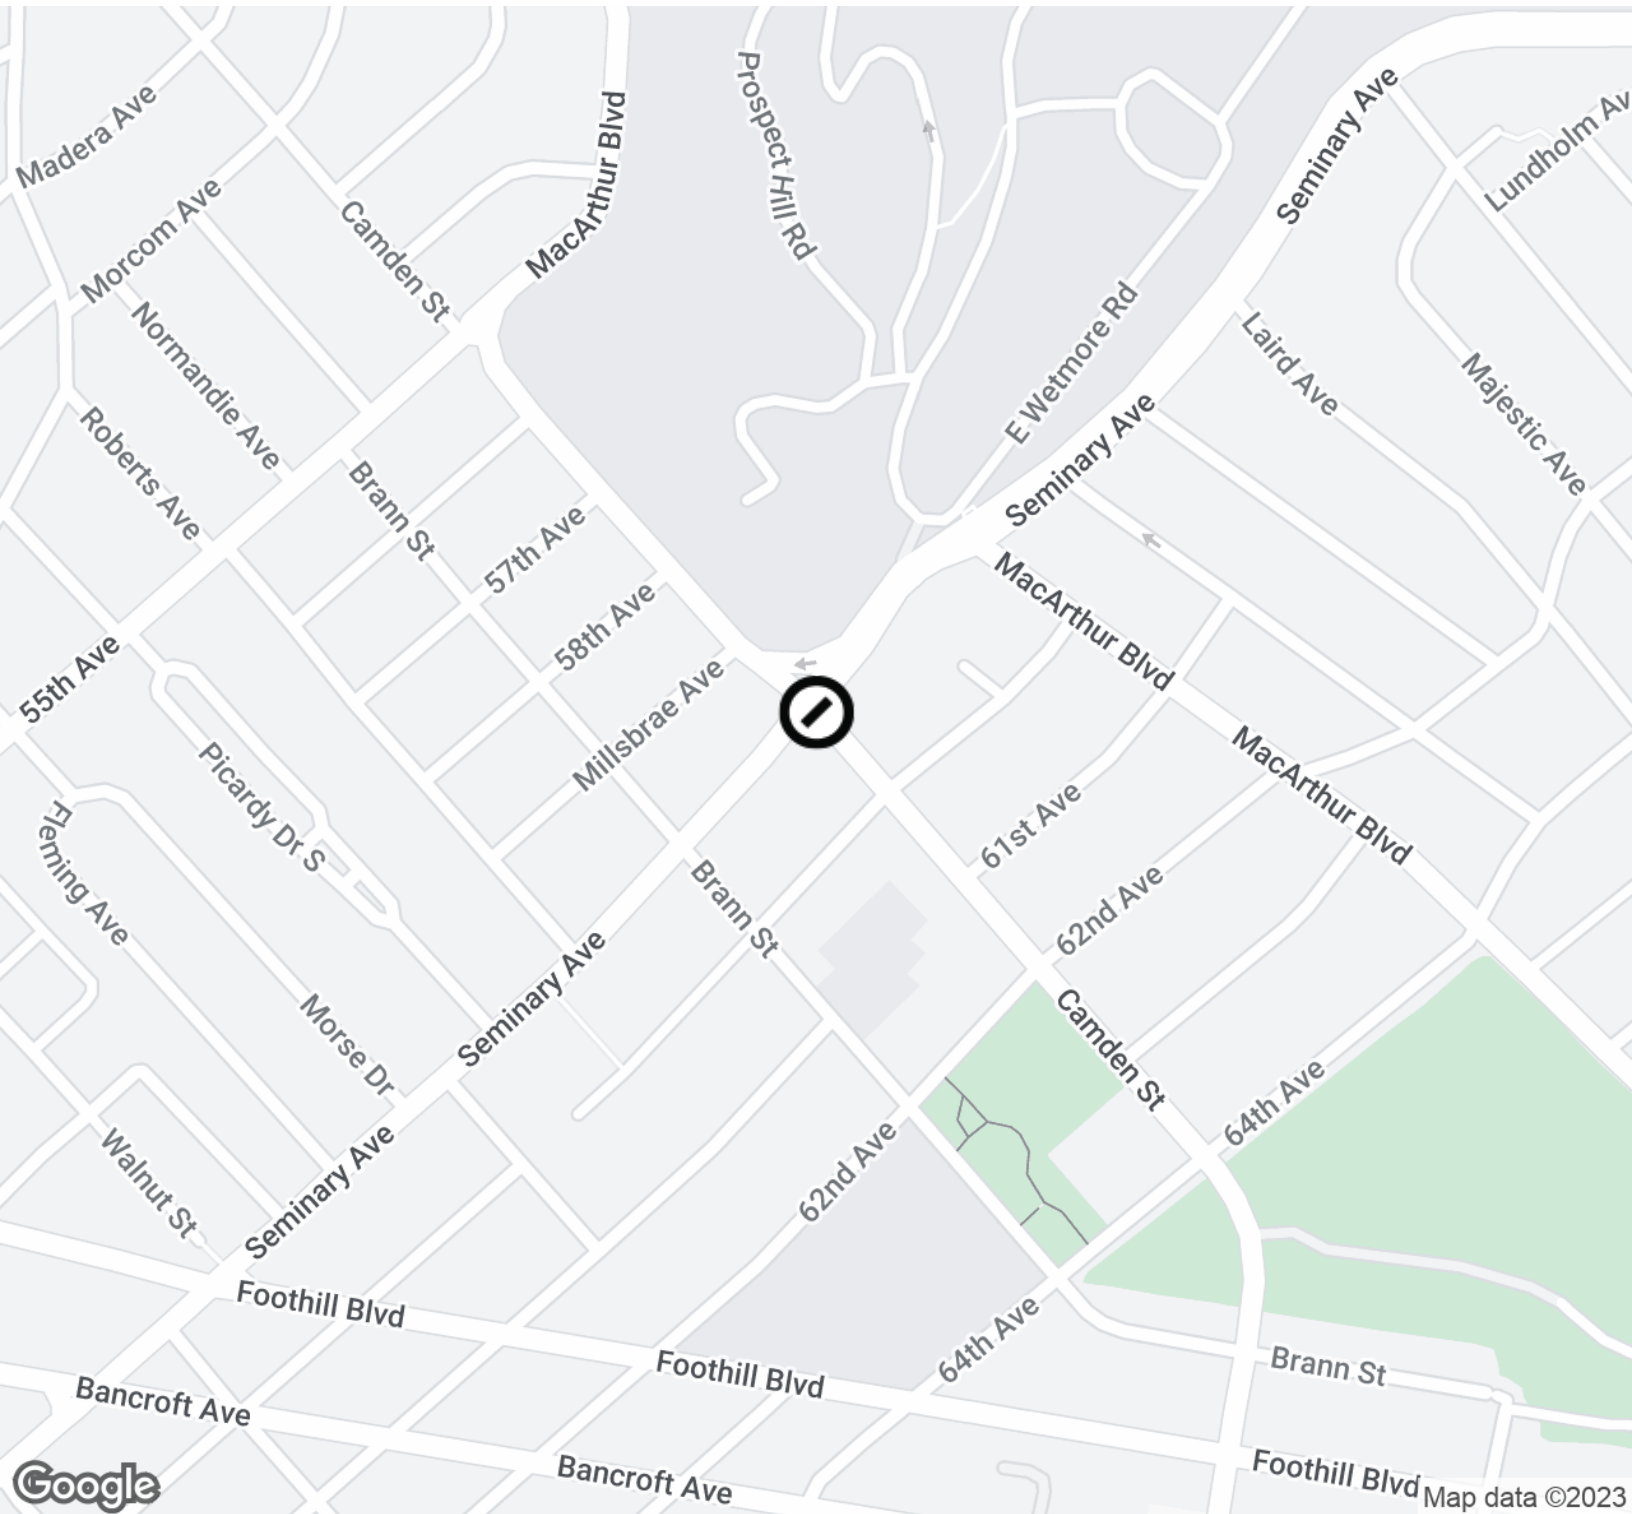 Seminary Ave
Lundholm Av
Prospect Hill Rd
Madera Ave
MacArthur Blvd
Morcom Ave
Camden St
Normandie Ave
E Wetmore Rd
Laird Ave
Majestic Ave
Seminary Ave
Roberts Ave
Brann St
57th Ave
58th Ave
MacArthur Blvd
55th Ave
Millsbrae Ave
MacArthur Blvd
Picardy Dr S
61st Ave
Fleming Ave
62nd Ave
Brann St
Seminary Ave
Camden St
Morse Dr
64th Ave
Walnut St
Seminary Ave
62nd Ave
Foothill Blvd
64th Ave
Foothill Blvd
Brann St
Bancroft Ave
Foothill Blvd
Bancroft Ave
Google
Map data ©2023